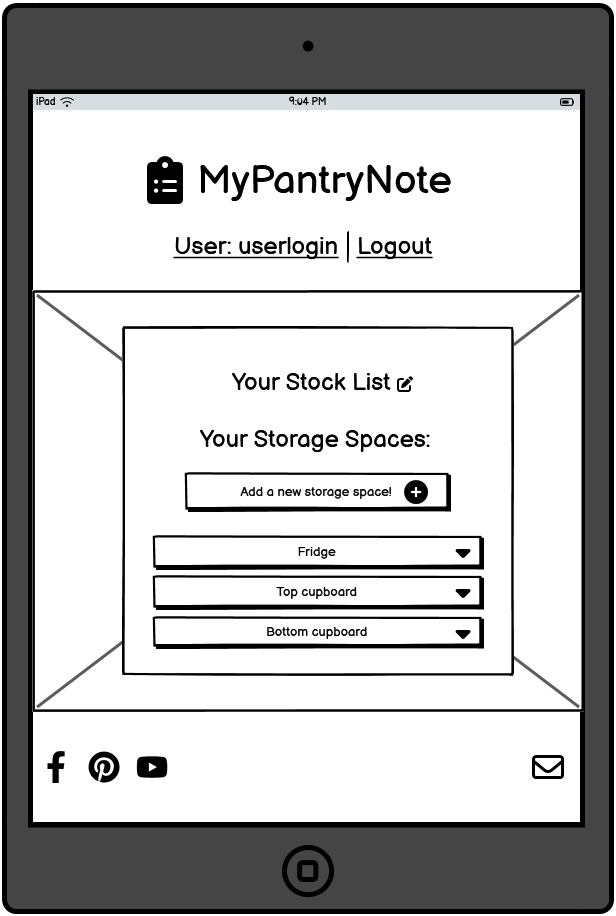 iPad 9:04 PM
MyPantryNote
User: userlogin | Logout
Your Stock List
Your Storage Spaces:
Add a new storage space!
Fridge
Top cupboard
Bottom cupboard